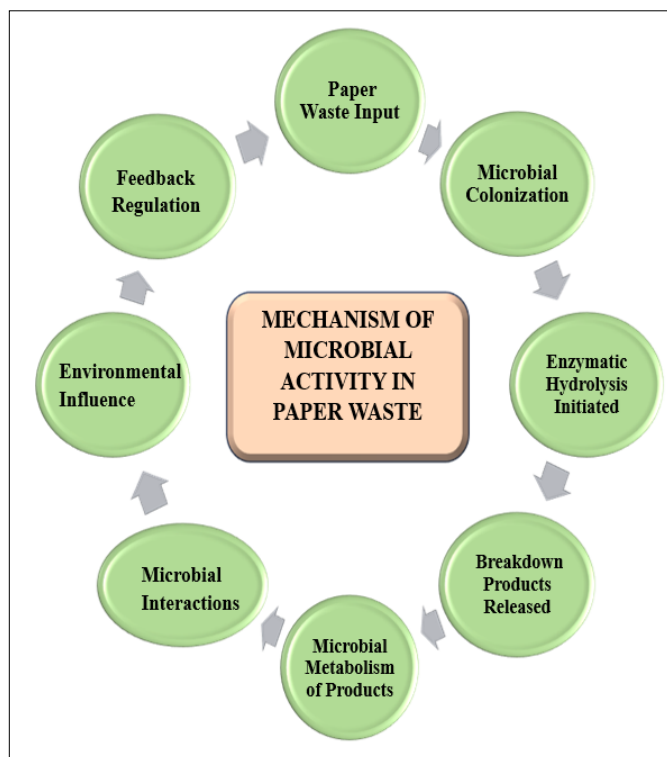 Paper
Waste Input
Microbial
Colonization
Enzymatic
Hydrolysis
Initiated
Breakdown
Products
Released
Microbial
Metabolism
of Products
Microbial
Interactions
Environmental
Influence
Feedback
Regulation
MECHANISM OF
MICROBIAL
ACTIVITY IN
PAPER WASTE